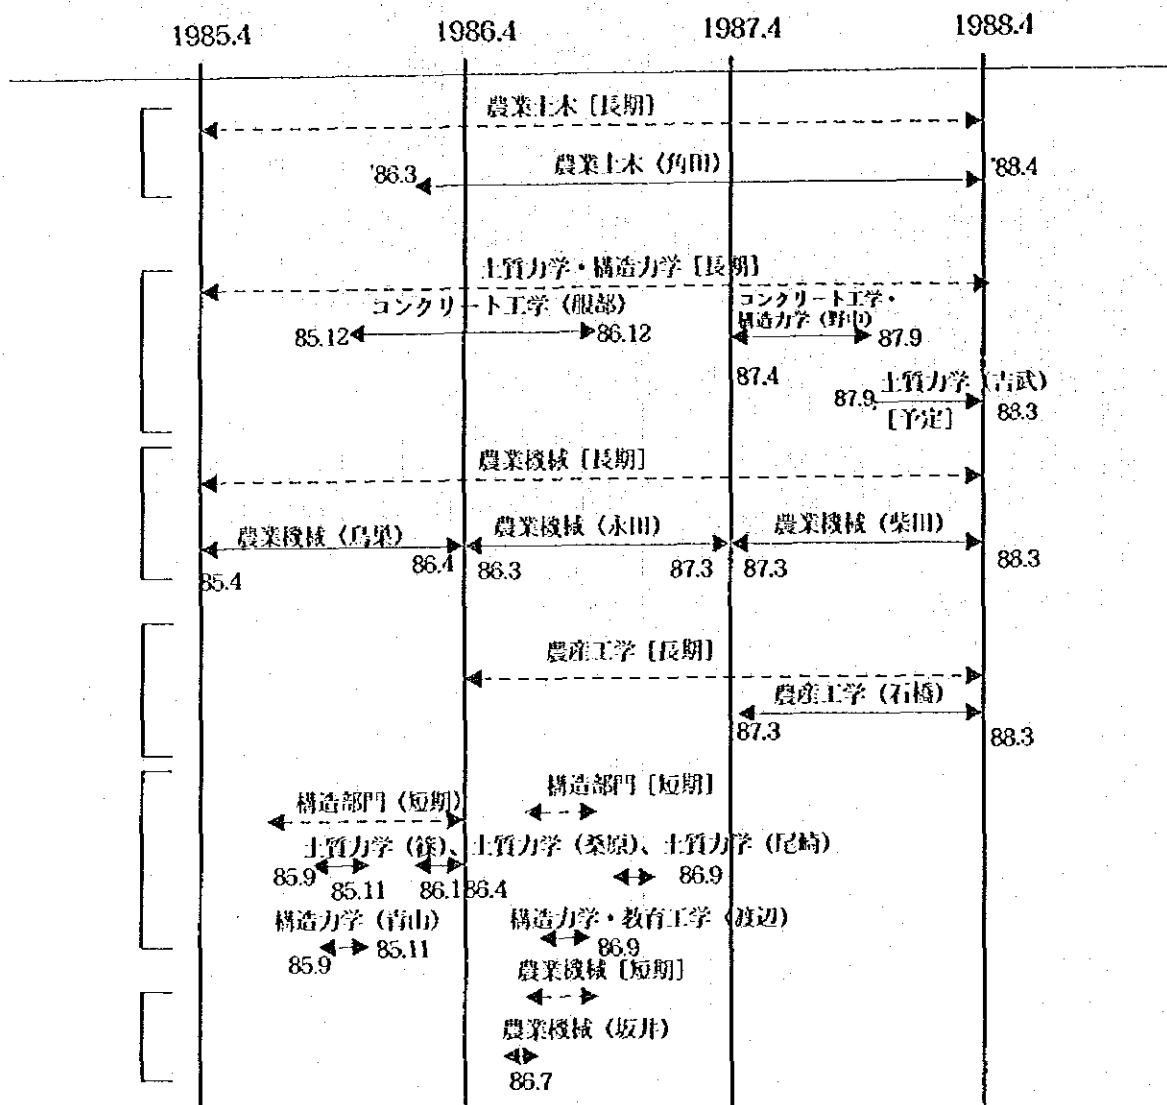 1985.4 1986.4 1987.4 1988.4
農業土木［長期］
農業土木（角田）
'86.3 '88.4
土質力学・構造力学［長期］
コンクリート工学（服部）
85.12 86.12
コンクリート工学・
構造力学（野中）
87.9
87.4
土質力学（吉武）
87.9
［予定］
88.3
農業機械［長期］
農業機械（鳥巣） 農業機械（永田） 農業機械（柴田）
85.4 86.4 86.3 87.3 87.3 88.3
農産工学［長期］
農産工学（石橋）
87.3 88.3
構造部門（短期） 構造部門［短期］
土質力学（篠）、土質力学（桑原）、土質力学（尾崎）
85.9 85.11 86.1 86.4 86.9
構造力学（青山） 構造力学・教育工学（渡辺）
85.9 85.11 86.9
農業機械［短期］
農業機械（坂井）
86.7